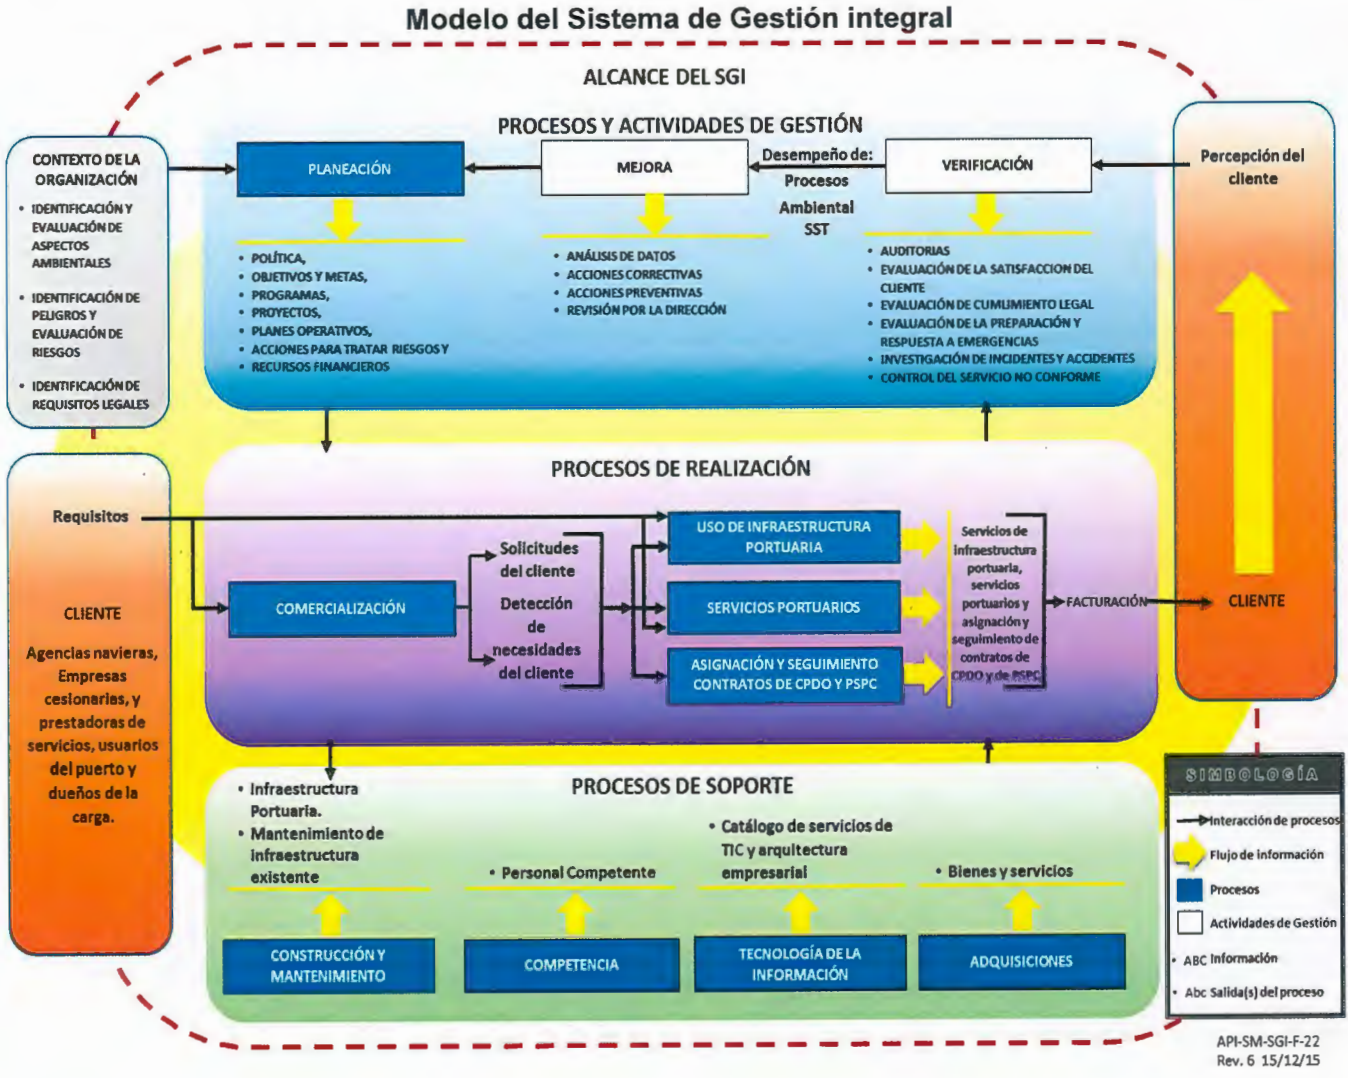 Modelo del Sistema de Gestión integral
ALCANCE DEL SGI
PROCESOS Y ACTIVIDADES DE GESTIÓN
CONTEXTO DE LA
ORGANIZACIÓN
• IDENTIFICACIÓN Y
EVALUACIÓN DE
ASPECTOS
AMBIENTALES
• IDENTIFICACIÓN DE
PELIGROS Y
EVALUACIÓN DE
RIESGOS
• IDENTIFICACIÓN DE
REQUISITOS LEGALES
PLANEACIÓN
• POLÍTICA,
• OBJETIVOS Y METAS,
• PROGRAMAS,
• PROYECTOS,
• PLANES OPERATIVOS,
• ACCIONES PARA TRATAR RIESGOS Y
• RECURSOS FINANCIEROS
MEJORA
• ANÁLISIS DE DATOS
• ACCIONES CORRECTIVAS
• ACCIONES PREVENTIVAS
• REVISIÓN POR LA DIRECCIÓN
Desempeño de:
Procesos
Ambiental
SST
VERIFICACIÓN
• AUDITORIAS
• EVALUACIÓN DE LA SATISFACCION DEL
CLIENTE
• EVALUACIÓN DE CUMLIMIENTO LEGAL
• EVALUACIÓN DE LA PREPARACIÓN Y
RESPUESTA A EMERGENCIAS
• INVESTIGACIÓN DE INCIDENTES Y ACCIDENTES
• CONTROL DEL SERVICIO NO CONFORME
Percepción del
cliente
PROCESOS DE REALIZACIÓN
Requisitos
CLIENTE
Agencias navieras,
Empresas
cesionarias, y
prestadoras de
servicios, usuarios
del puerto y
dueños de la
carga.
COMERCIALIZACIÓN
Solicitudes
del cliente
Detección
de
necesidades
del cliente
USO DE INFRAESTRUCTURA
PORTUARIA
SERVICIOS PORTUARIOS
ASIGNACIÓN Y SEGUIMIENTO
CONTRATOS DE CPDO Y PSPC
Servicios de
infraestructura
portuaria,
servicios
portuarios y
asignación y
seguimiento de
contratos de
CPDO y de PSPC
FACTURACIÓN
CLIENTE
PROCESOS DE SOPORTE
• Infraestructura
Portuaria.
• Mantenimiento de
infraestructura
existente
• Personal Competente
• Catálogo de servicios de
TIC y arquitectura
empresarial
• Bienes y servicios
CONSTRUCCIÓN Y
MANTENIMIENTO
COMPETENCIA
TECNOLOGÍA DE LA
INFORMACIÓN
ADQUISICIONES
SIMBOLOGÍA
Interacción de procesos
Flujo de información
Procesos
Actividades de Gestión
• ABC Información
• Abc Salida(s) del proceso
API-SM-SGI-F-22
Rev. 6 15/12/15